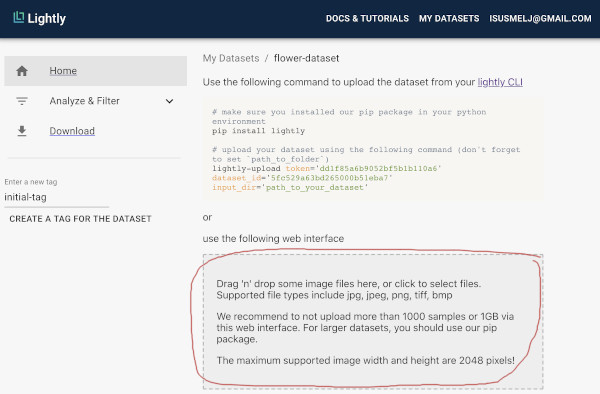 Lightly
DOCS & TUTORIALS MY DATASETS ISUSMELJ@GMAIL.COM
Home
Analyze & Filter
Download
Enter a new tag
initial-tag
CREATE A TAG FOR THE DATASET
My Datasets / flower-dataset
Use the following command to upload the dataset from your lightly CLI
# make sure you installed our pip package in your python
environment
pip install lightly
# upload your dataset using the following command (don't forget
to set `path_to_folder`)
lightly-upload token='dd1f85a6b9052bf5b1b110a6'
dataset_id='5fc529a63bd265000b51eba7'
input_dir='path_to_your_dataset'
or
use the following web interface
Drag 'n' drop some image files here, or click to select files.
Supported file types include jpg, jpeg, png, tiff, bmp
We recommend to not upload more than 1000 samples or 1GB via
this web interface. For larger datasets, you should use our pip
package.
The maximum supported image width and height are 2048 pixels!